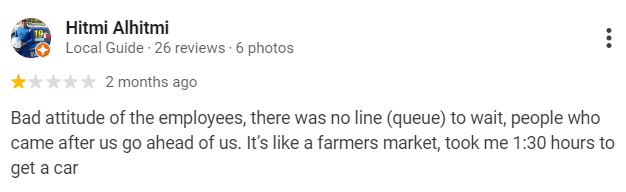 Hitmi Alhitmi
Local Guide · 26 reviews · 6 photos
2 months ago
Bad attitude of the employees, there was no line (queue) to wait, people who
came after us go ahead of us. It’s like a farmers market, took me 1:30 hours to
get a car